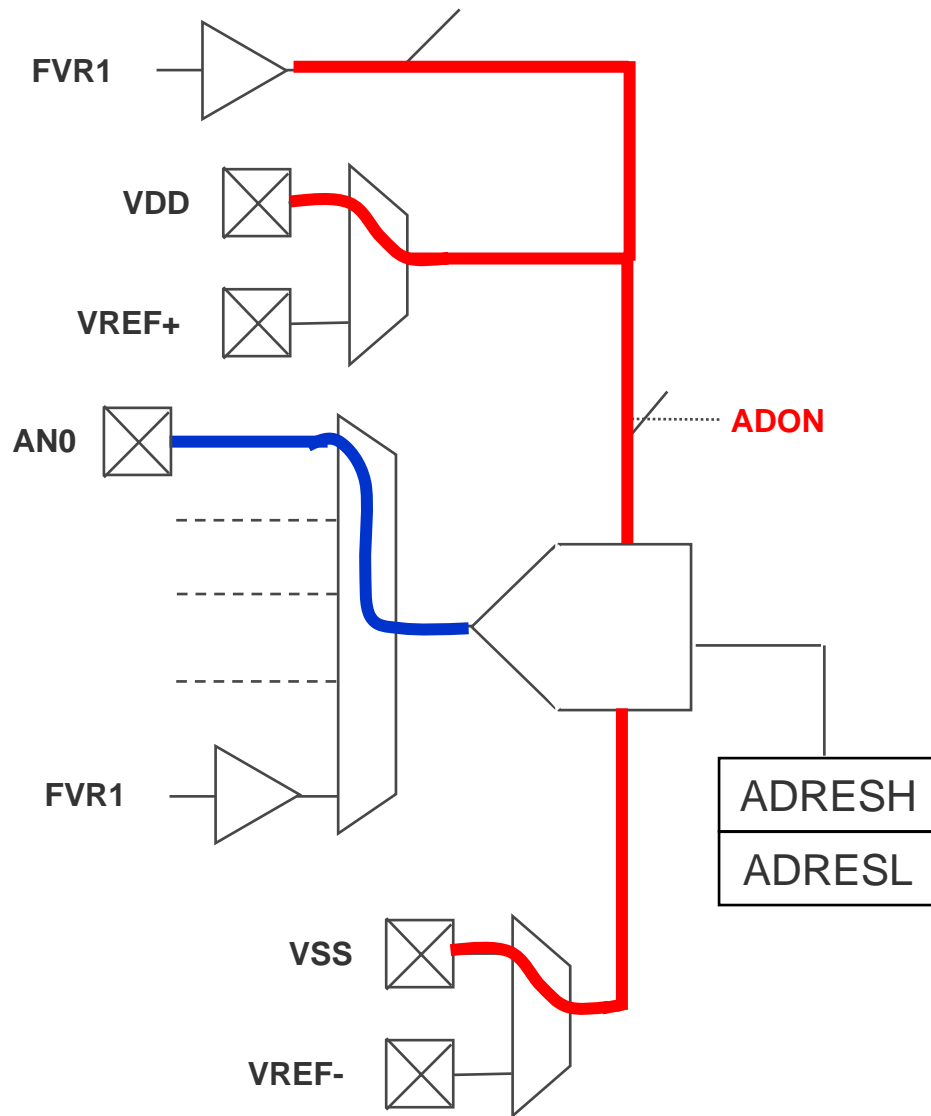 FVR1
VDD
VREF+
AN0
ADON
FVR1
ADRESH
ADRESL
VSS
VREF-